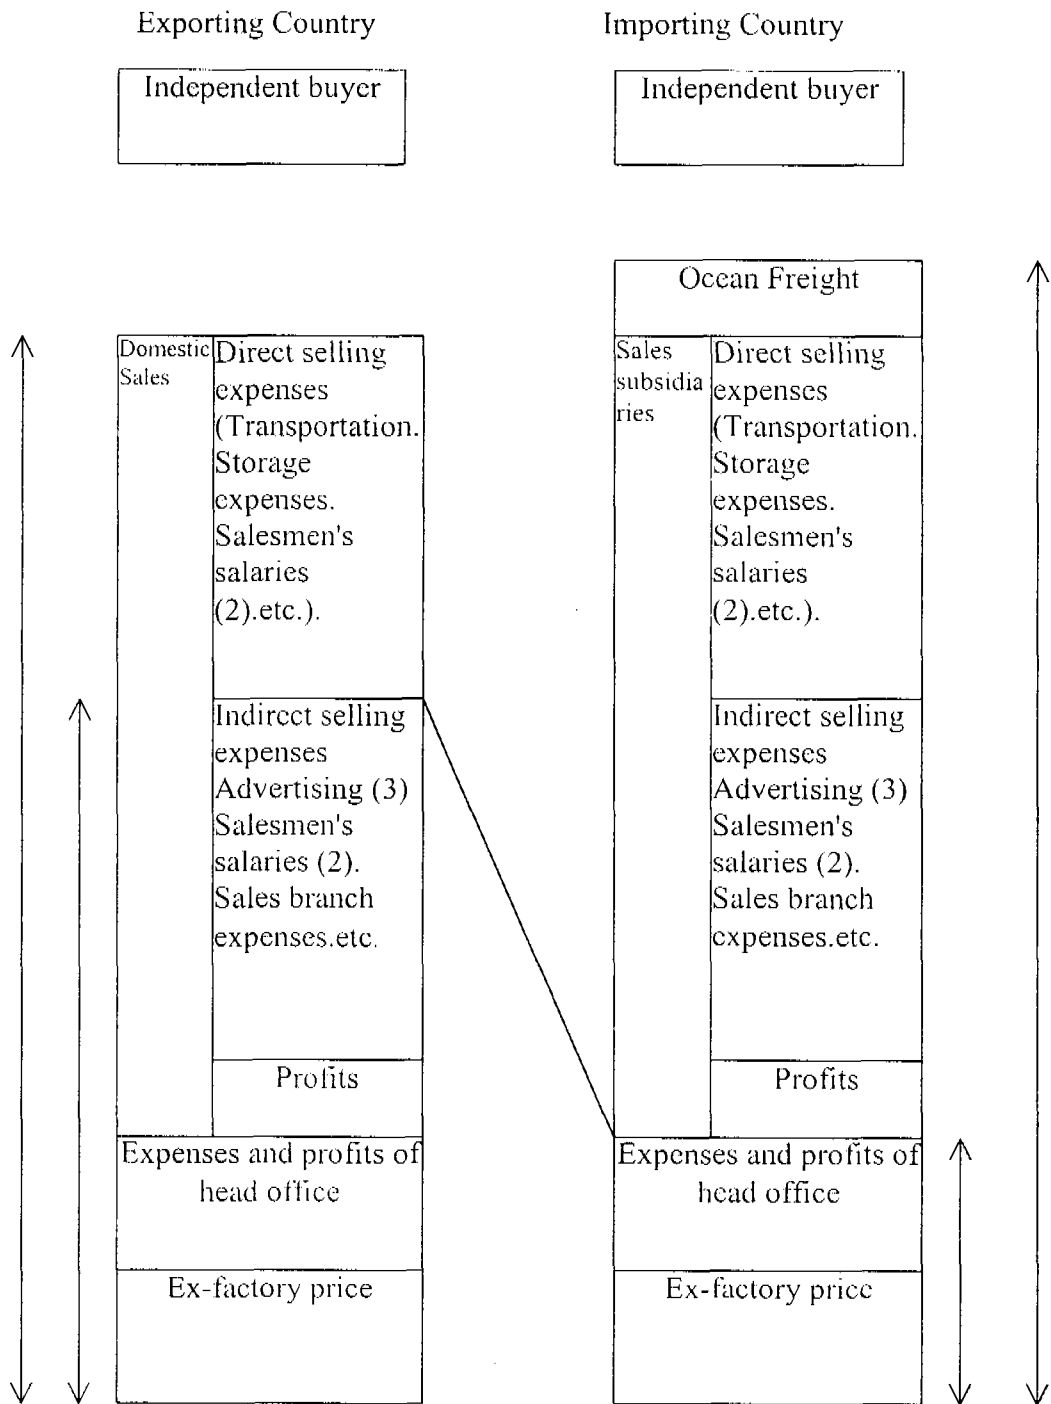 Exporting Country
Importing Country
Independent buyer
Independent buyer
Ocean Freight
Domestic
Sales
Direct selling
expenses
(Transportation.
Storage
expenses.
Salesmen's
salaries
(2).etc.).
Sales
subsidia
ries
Direct selling
expenses
(Transportation.
Storage
expenses.
Salesmen's
salaries
(2).etc.).
Indirect selling
expenses
Advertising (3)
Salesmen's
salaries (2).
Sales branch
expenses.etc.
Indirect selling
expenses
Advertising (3)
Salesmen's
salaries (2).
Sales branch
expenses.etc.
Profits
Profits
Expenses and profits of
head office
Expenses and profits of
head office
Ex-factory price
Ex-factory price